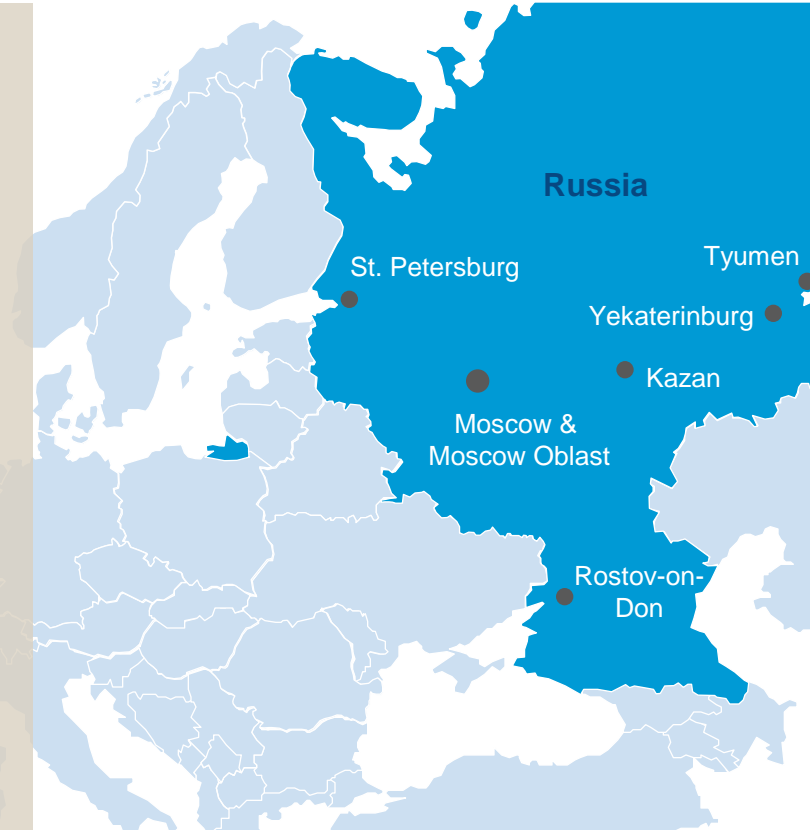 Russia
Tyumen
St. Petersburg
Yekaterinburg
Kazan
Moscow &
Moscow Oblast
Rostov-on-
Don